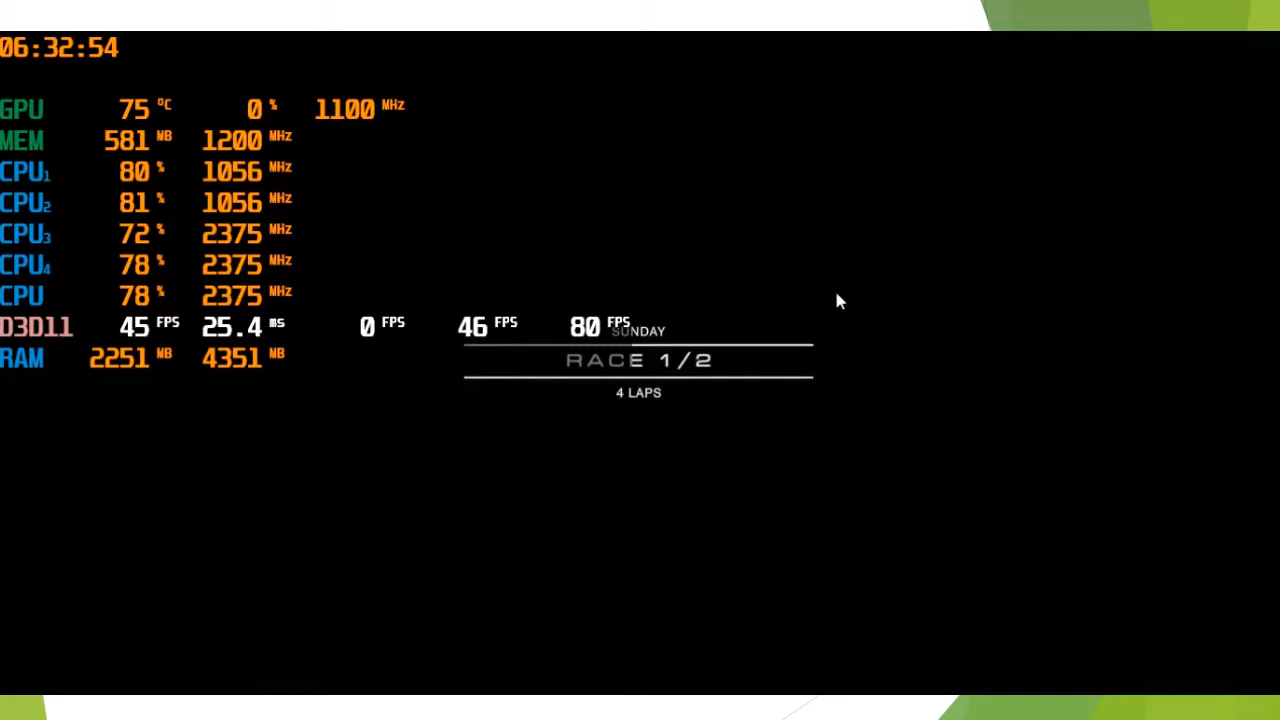 06:32:54
GPU 75 °C 0 % 1100 MHz
MEM 581 MB 1200 MHz
CPU1 80 % 1056 MHz
CPU2 81 % 1056 MHz
CPU3 72 % 2375 MHz
CPU4 78 % 2375 MHz
CPU 78 % 2375 MHz
D3D11 45 FPS 25.4 ms 0 FPS 46 FPS 80 FPS
SUNDAY
RAM 2251 MB 4351 MB
RACE 1/2
4 LAPS